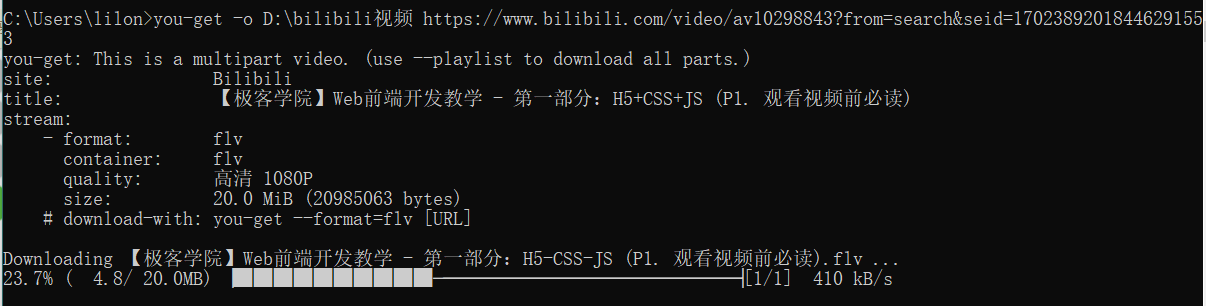 C:\Users\lilon>you-get -o D:\bilibili视频 https://www.bilibili.com/video/av10298843?from=search&seid=1702389201844629155
3
you-get: This is a multipart video. (use --playlist to download all parts.)
site:                Bilibili
title:               【极客学院】Web前端开发教学 - 第一部分：H5+CSS+JS (P1. 观看视频前必读)
stream:
    - format:        flv
      container:     flv
      quality:       高清 1080P
      size:          20.0 MiB (20985063 bytes)
    # download-with: you-get --format=flv [URL]
Downloading 【极客学院】Web前端开发教学 - 第一部分：H5-CSS-JS (P1. 观看视频前必读).flv ...
23.7% (  4.8/ 20.0MB) [1/1]  410 kB/s